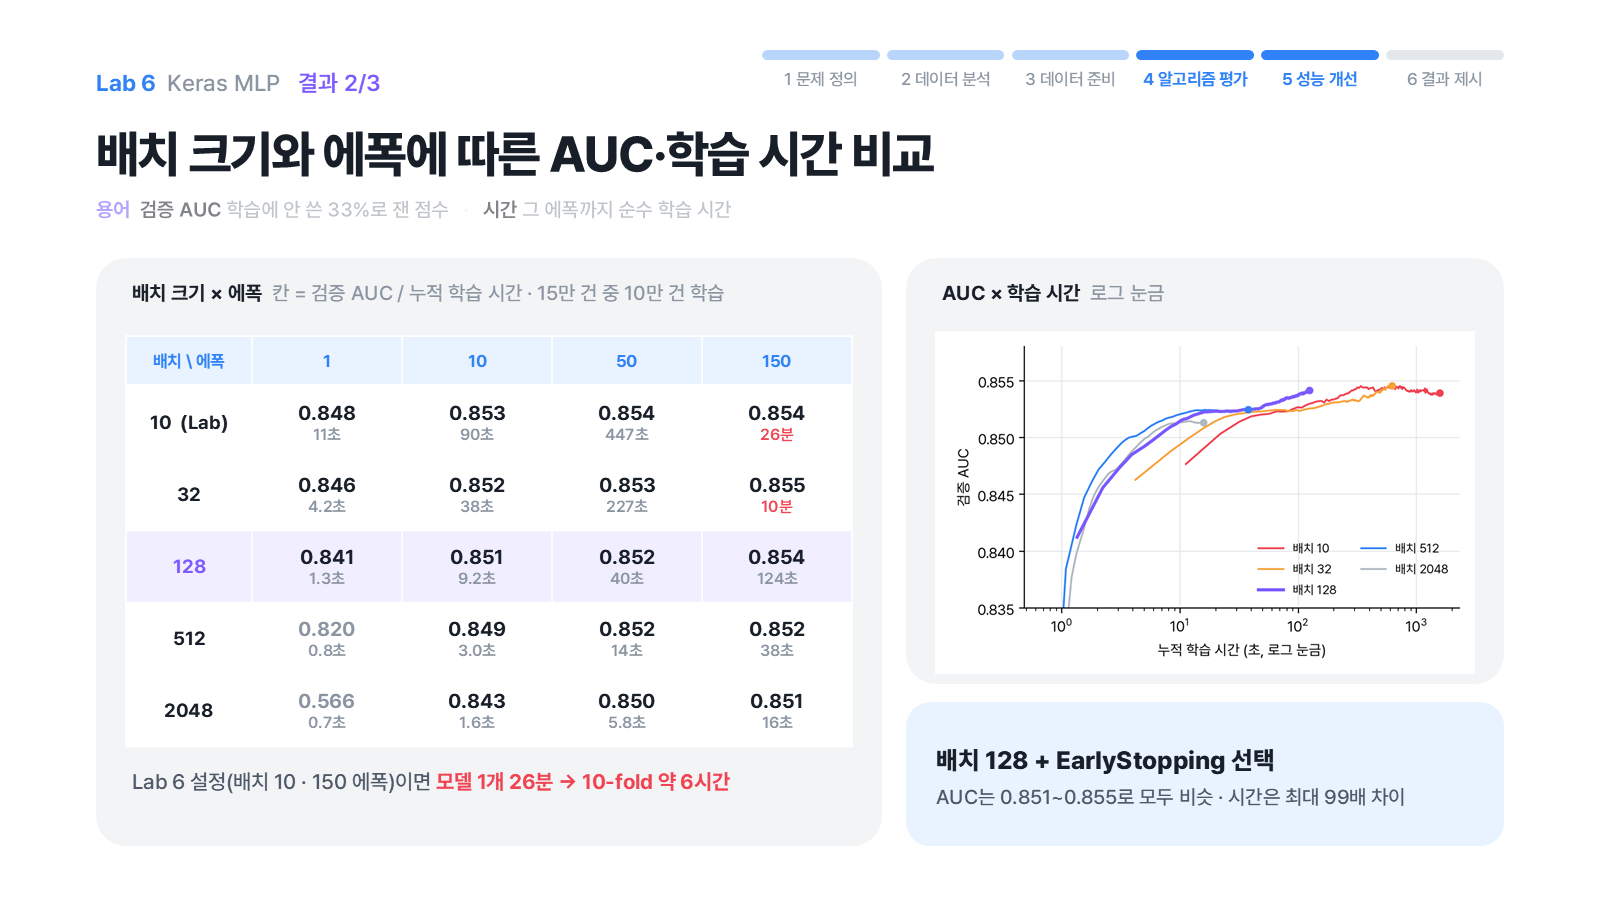 Lab 6 Keras MLP 결과 2/3
1 문제 정의
2 데이터 분석
3 데이터 준비
4 알고리즘 평가
5 성능 개선
6 결과 제시
배치 크기와 에폭에 따른 AUC·학습 시간 비교
용어 검증 AUC 학습에 안 쓴 33%로 잰 점수 · 시간 그 에폭까지 순수 학습 시간
배치 크기 × 에폭 칸 = 검증 AUC / 누적 학습 시간 · 15만 건 중 10만 건 학습
배치 \ 에폭 1 10 50 150
10 (Lab) 0.848 0.853 0.854 0.854
11초 90초 447초 26분
32 0.846 0.852 0.853 0.855
4.2초 38초 227초 10분
128 0.841 0.851 0.852 0.854
1.3초 9.2초 40초 124초
512 0.820 0.849 0.852 0.852
0.8초 3.0초 14초 38초
2048 0.566 0.843 0.850 0.851
0.7초 1.6초 5.8초 16초
Lab 6 설정(배치 10 · 150 에폭)이면 모델 1개 26분 → 10-fold 약 6시간
AUC × 학습 시간 로그 눈금
검증 AUC
0.855
0.850
0.845
0.840
0.835
배치 10
배치 32
배치 128
배치 512
배치 2048
10⁰ 10¹ 10² 10³
누적 학습 시간 (초, 로그 눈금)
배치 128 + EarlyStopping 선택
AUC는 0.851~0.855로 모두 비슷 · 시간은 최대 99배 차이